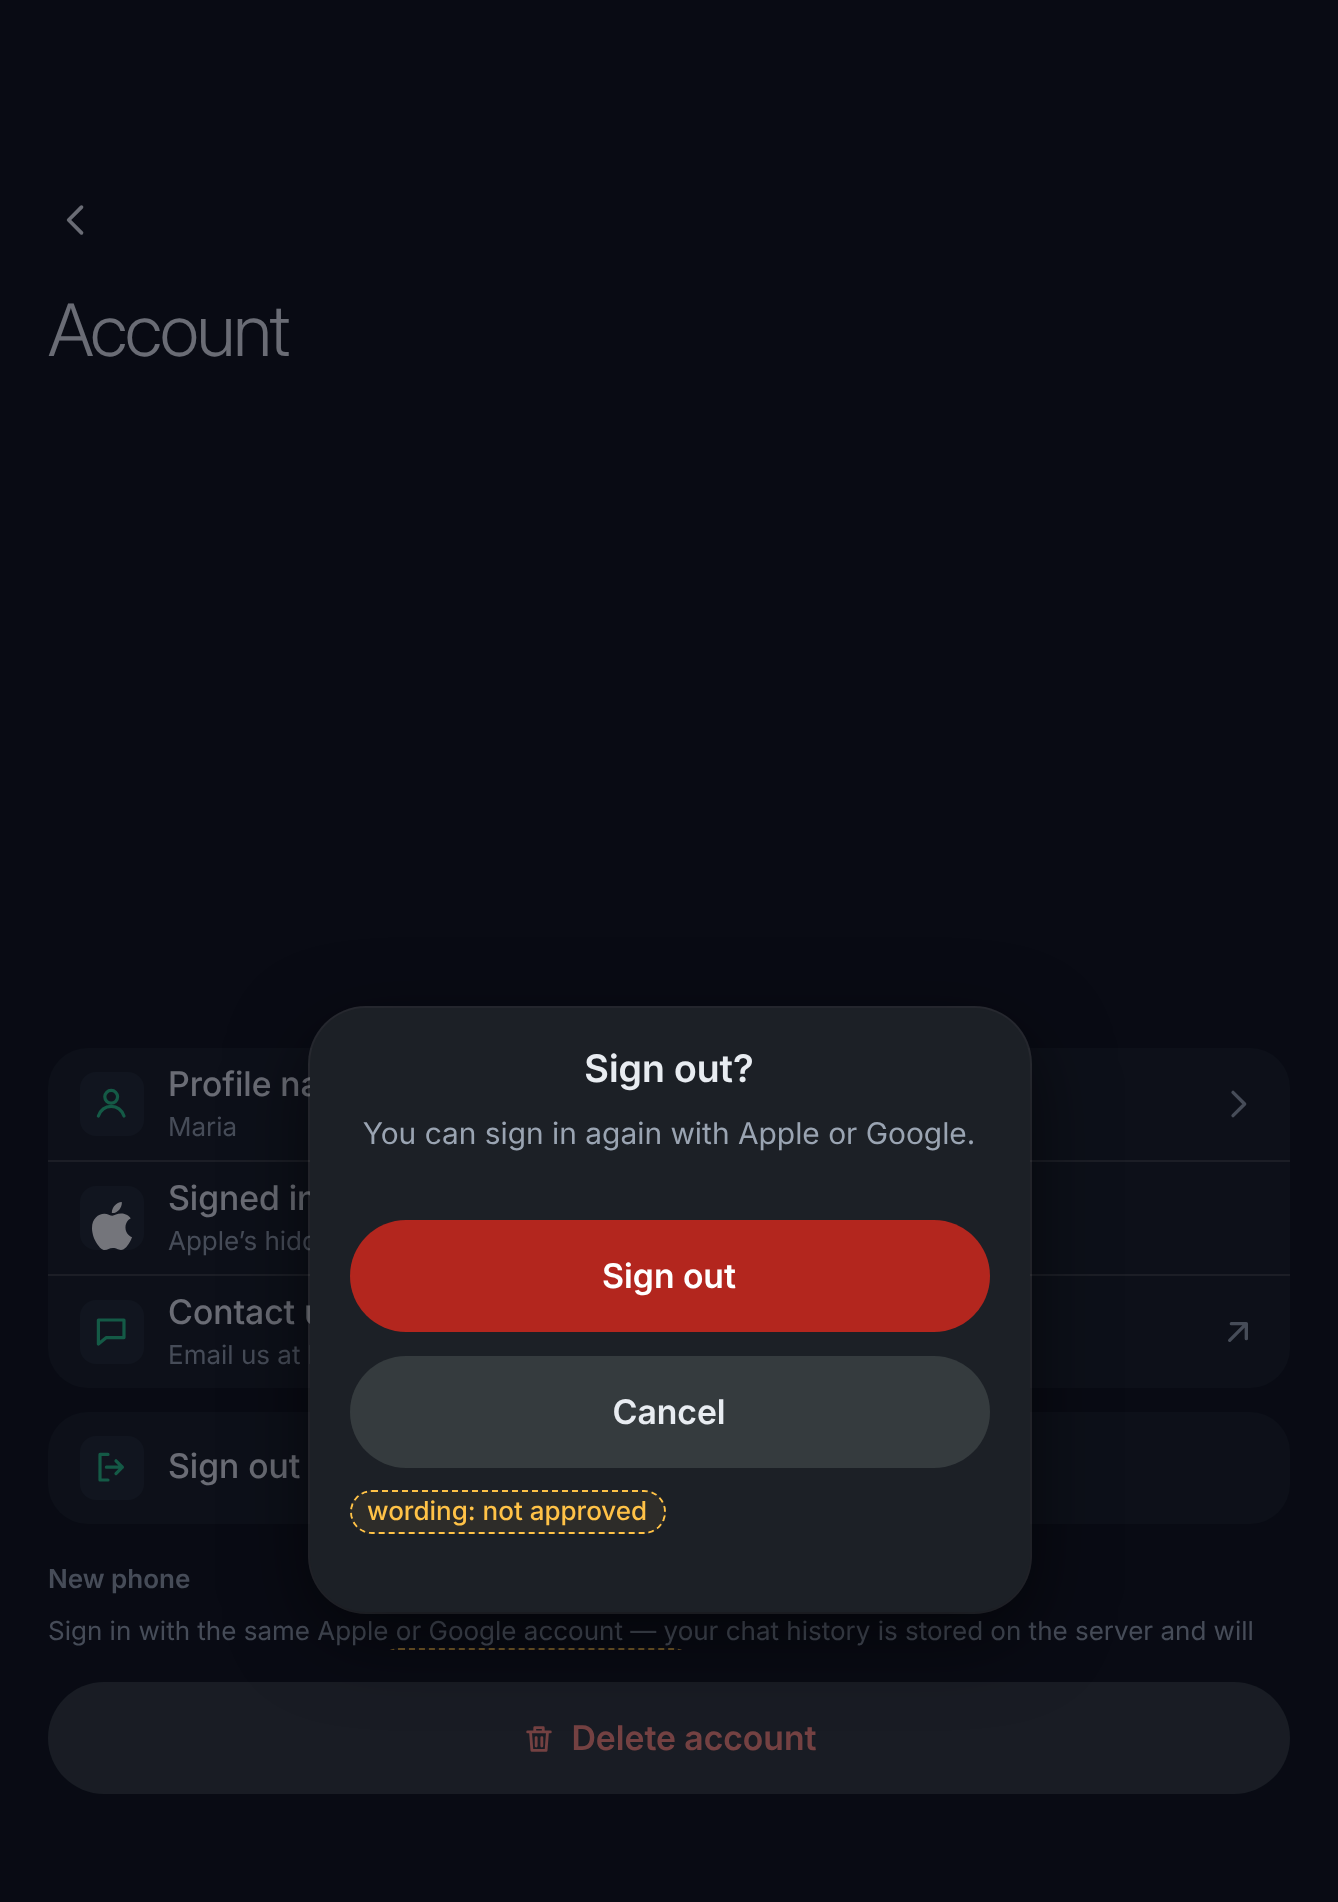 Account
Sign out?
You can sign in again with Apple or Google.
Profile na
Maria
Signed in
Apple’s hidd
Contact u
Email us at
Sign out
Sign out
Cancel
wording: not approved
New phone
Sign in with the same Apple or Google account — your chat history is stored on the server and will
Delete account